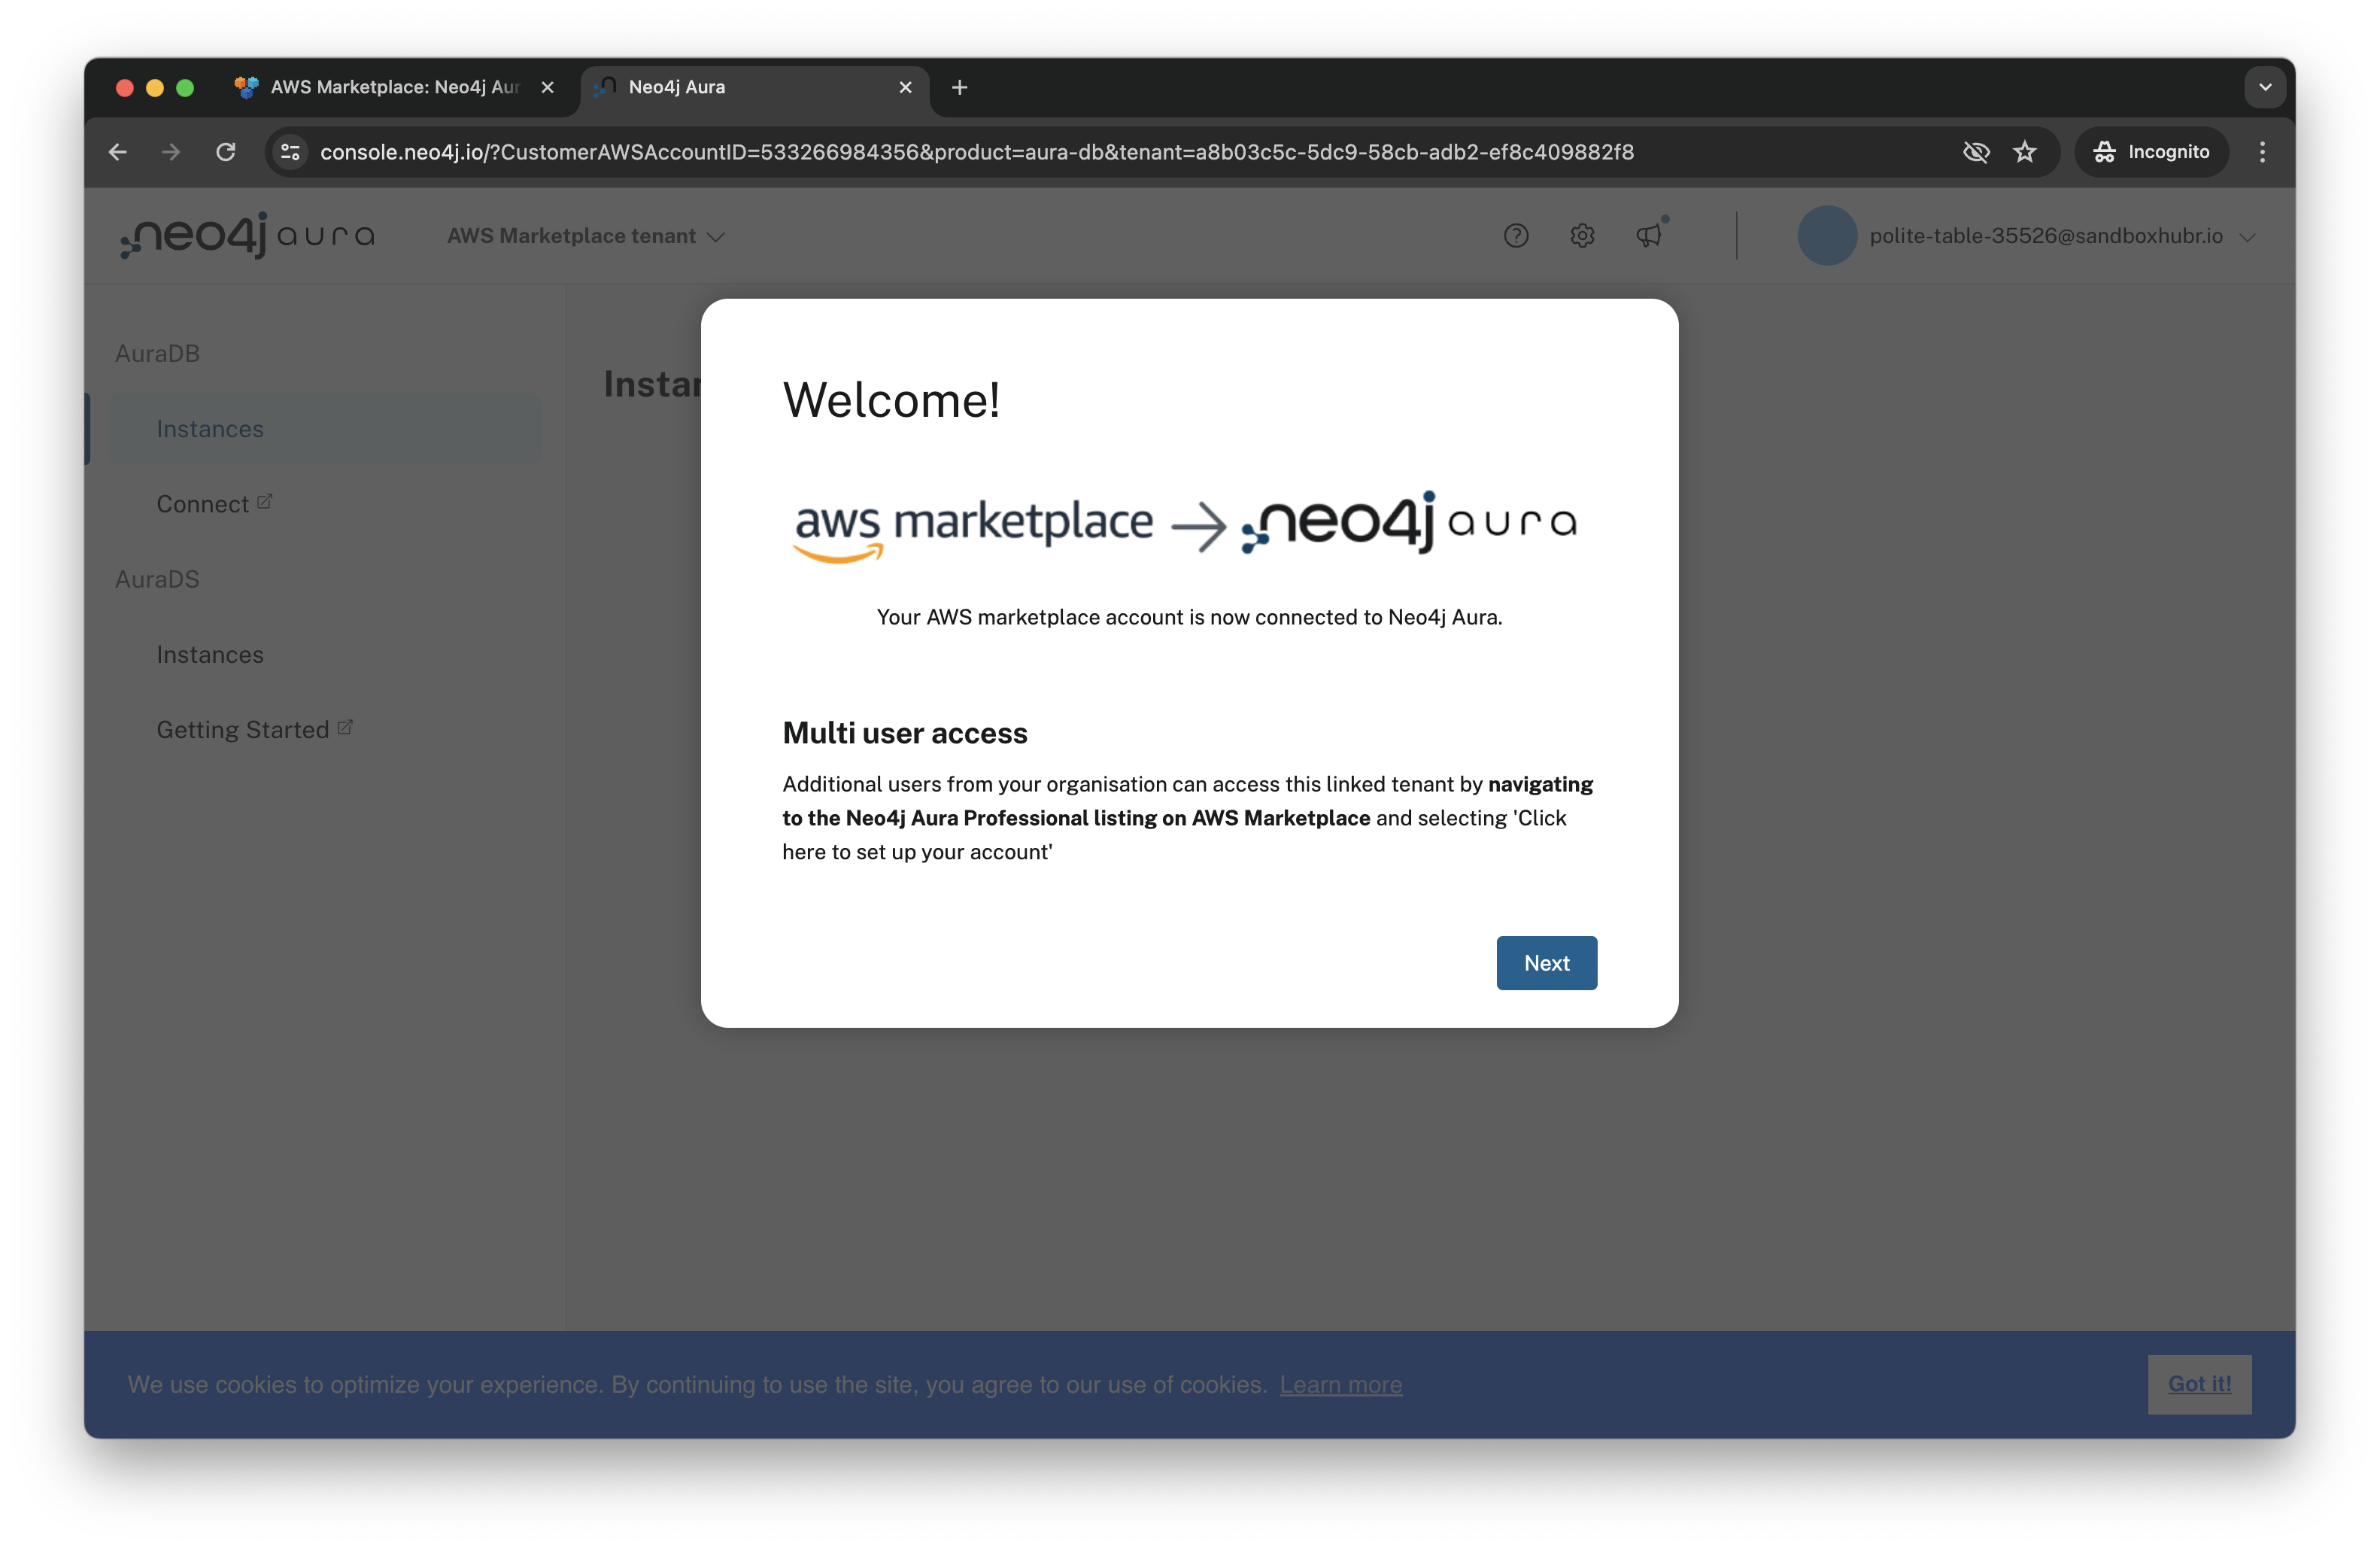 AWS Marketplace: Neo4j Aur
Neo4j Aura
console.neo4j.io/?CustomerAWSAccountID=533266984356&product=aura-db&tenant=a8b03c5c-5dc9-58cb-adb2-ef8c409882f8
Incognito
neo4j aura
AWS Marketplace tenant
polite-table-35526@sandboxhubr.io
AuraDB
Instances
Connect
AuraDS
Instances
Getting Started
Instan
Welcome!
aws marketplace → neo4j aura
Your AWS marketplace account is now connected to Neo4j Aura.
Multi user access
Additional users from your organisation can access this linked tenant by navigating
to the Neo4j Aura Professional listing on AWS Marketplace and selecting 'Click
here to set up your account'
Next
We use cookies to optimize your experience. By continuing to use the site, you agree to our use of cookies. Learn more
Got it!